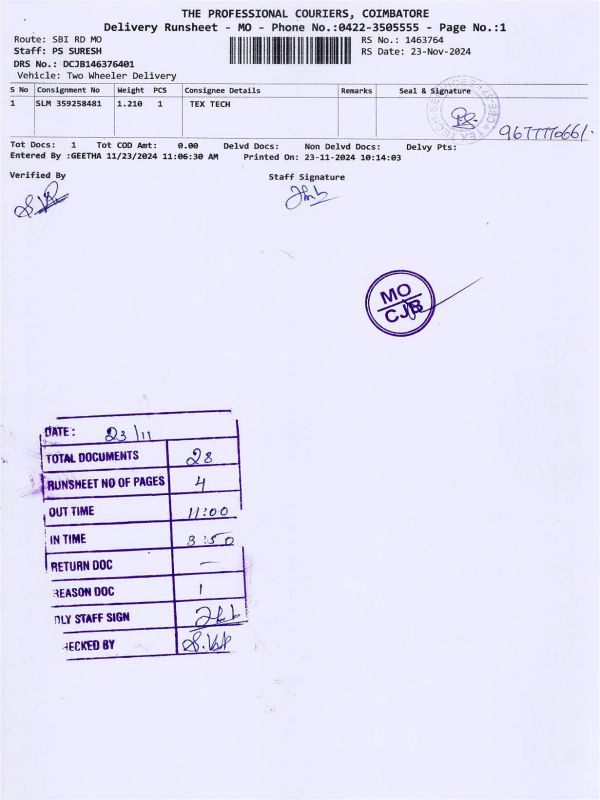 THE PROFESSIONAL COURIERS, COIMBATORE
Delivery Runsheet - MO - Phone No.:0422-3505555 - Page No.:1
Route: SBI RD MO
RS No.: 1463764
Staff: PS SURESH
RS Date: 23-Nov-2024
DRS No.: DCJB146376401
Vehicle: Two Wheeler Delivery
S No Consignment No Weight PCS Consignee Details Remarks Seal & Signature
1 SLM 359258481 1.210 1 TEX TECH
Tot Docs: 1 Tot COD Amt: 0.00 Delvd Docs: Non Delvd Docs: Delvy Pts:
Entered By :GEETHA 11/23/2024 11:06:30 AM Printed On: 23-11-2024 10:14:03
Verified By
Staff Signature
MO
CJB
DATE: 23/11
TOTAL DOCUMENTS 28
RUNSHEET NO OF PAGES 4
OUT TIME 11:00
IN TIME 3:50
RETURN DOC —
REASON DOC 1
DLY STAFF SIGN
HECKED BY